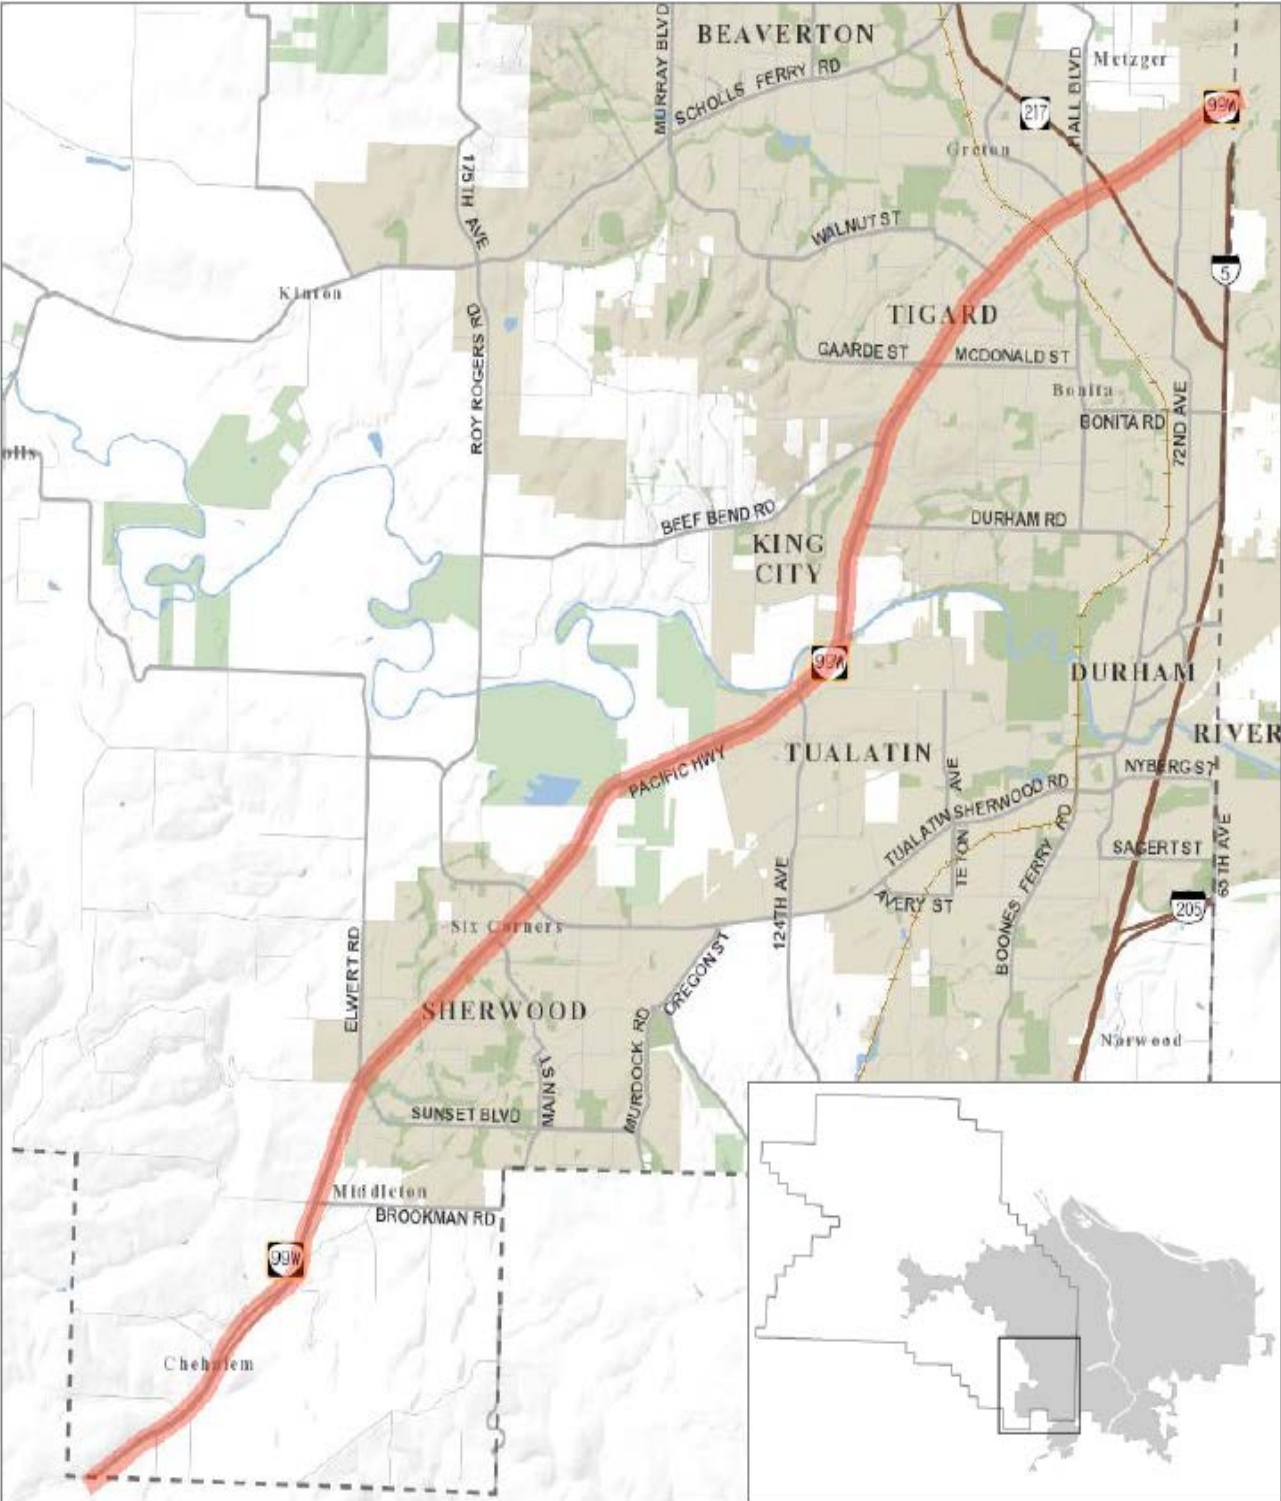 BEAVERTON
MURRAY BLVD
SCHOLLS FERRY RD
HALL BLVD
Metzger
99W
217
Greton
175TH AVE
WALNUT ST
5
Kinton
TIGARD
ROY ROGERS RD
GAARDE ST
MCDONALD ST
Bonita
BONITA RD
72ND AVE
olls
BEEF BEND RD
DURHAM RD
KING
CITY
99W
DURHAM
RIVER
TUALATIN
PACIFIC HWY
NYBERG ST
TUALATIN SHERWOOD RD
TETON AVE
SAGERT ST
65TH AVE
124TH AVE
AVERY ST
BOONES FERRY RD
205
Six Corners
ELWERT RD
OREGON ST
SHERWOOD
MURDOCK RD
Norwood
MAIN ST
SUNSET BLVD
Middleton
BROOKMAN RD
99W
Chehalem